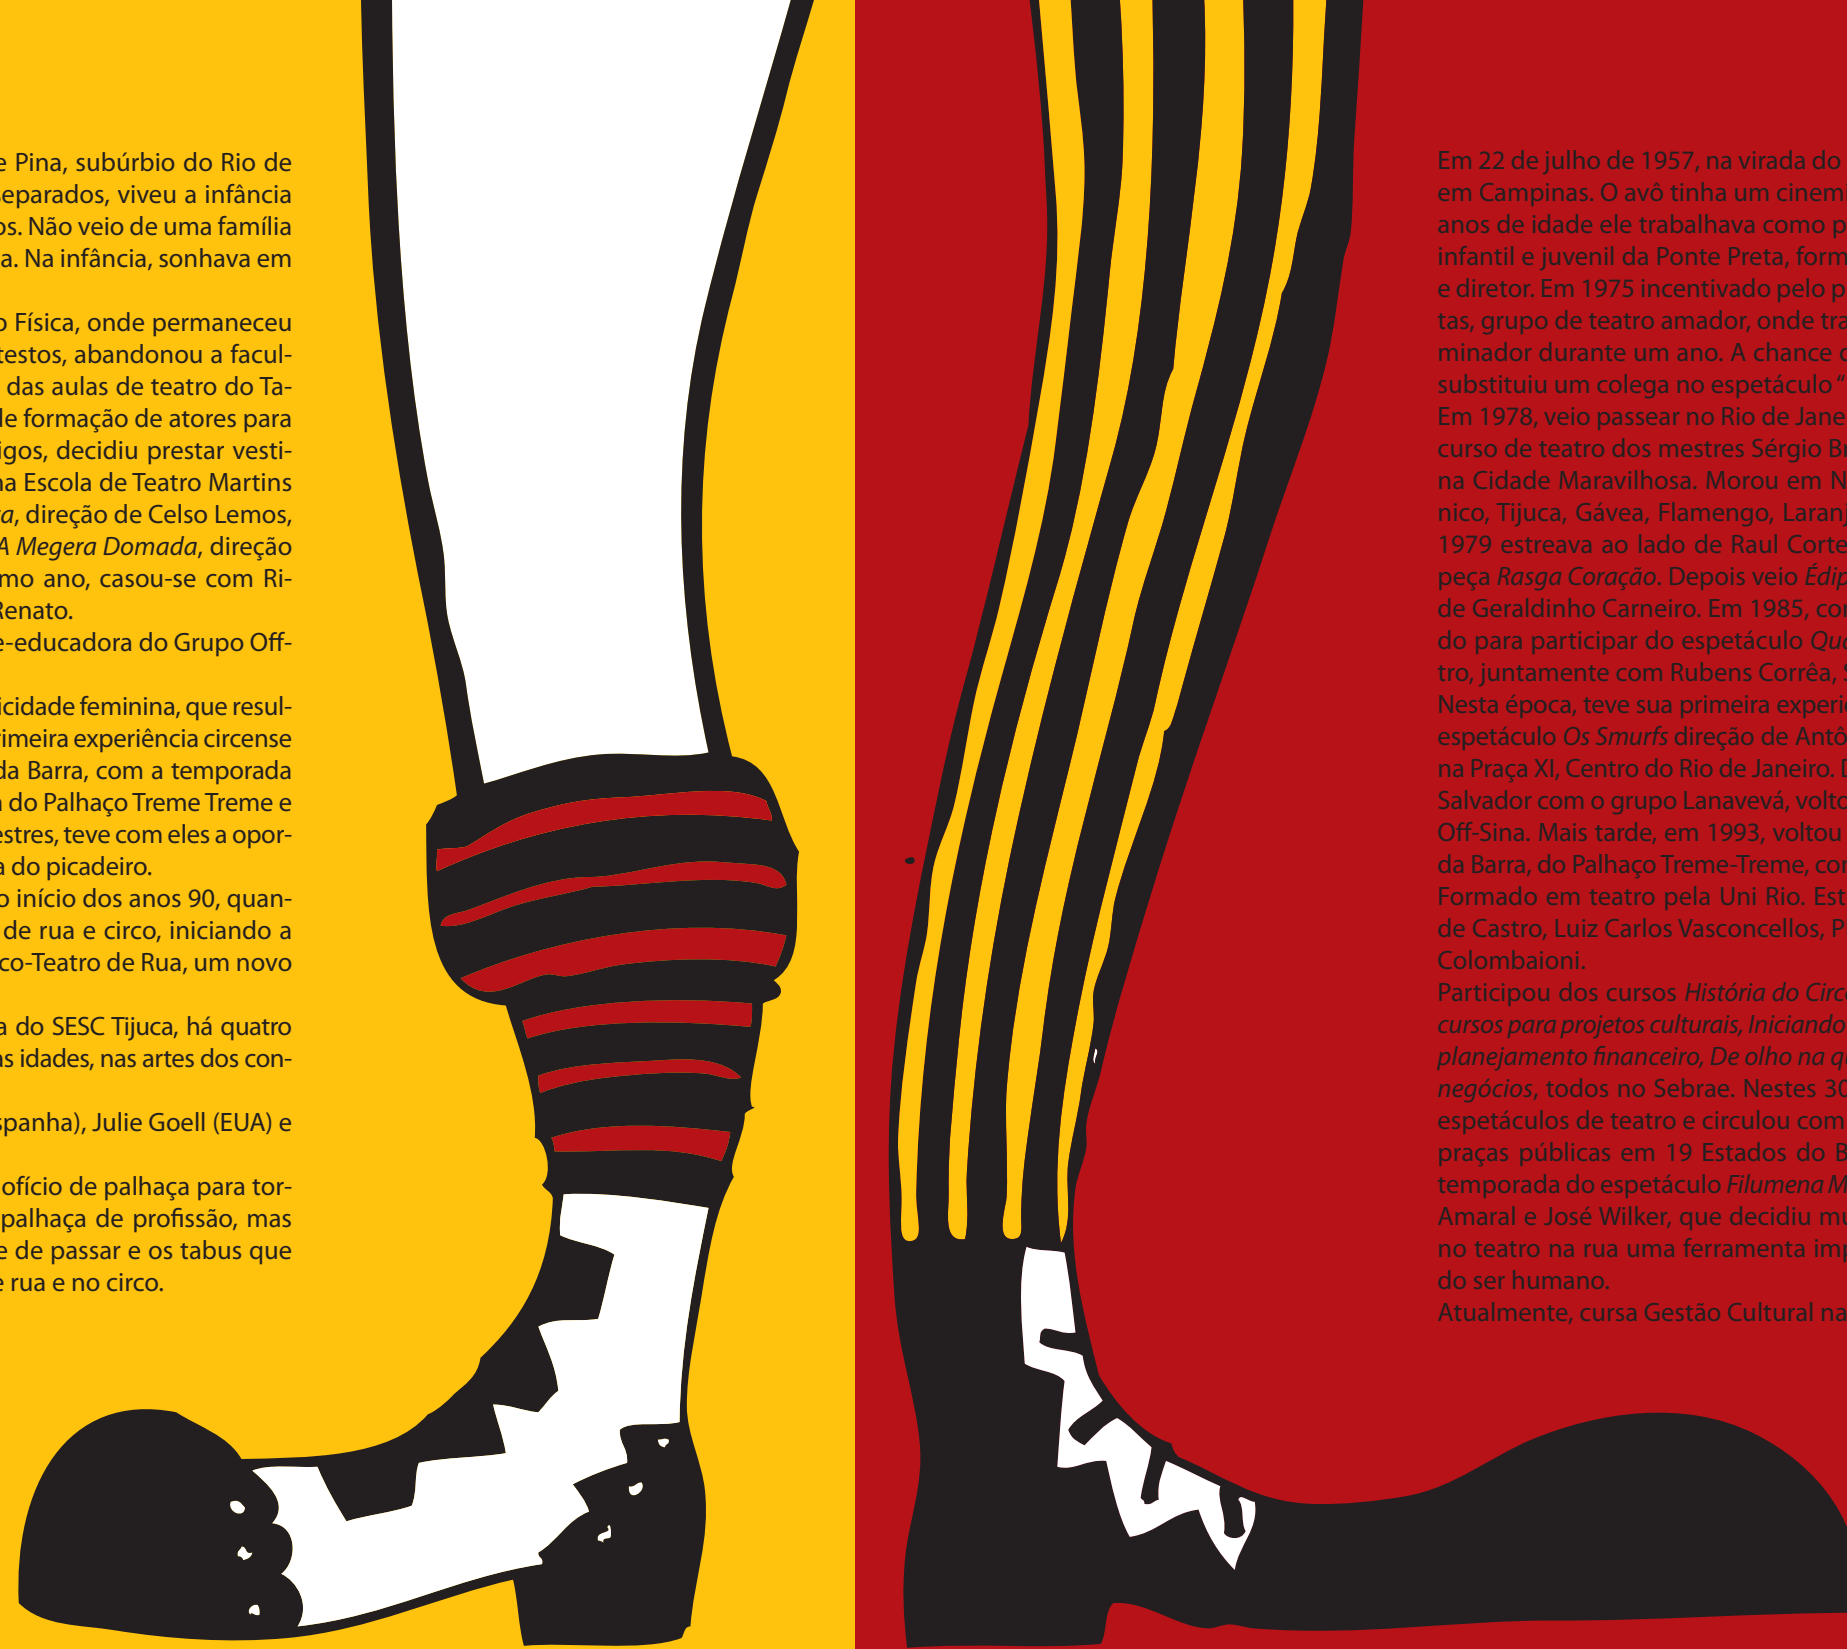 Pina, subúrbio do Rio de
separados, viveu a infância
os. Não veio de uma família
a. Na infância, sonhava em
o Física, onde permaneceu
testos, abandonou a facul-
das aulas de teatro do Ta-
de formação de atores para
igos, decidiu prestar vesti-
na Escola de Teatro Martins
a, direção de Celso Lemos,
A Megera Domada, direção
mo ano, casou-se com Ri-
Renato.
e-educadora do Grupo Off-
icidade feminina, que resul-
rimeira experiência circense
da Barra, com a temporada
do Palhaço Treme Treme e
estres, teve com eles a opor-
a do picadeiro.
o início dos anos 90, quan-
de rua e circo, iniciando a
co-Teatro de Rua, um novo
a do SESC Tijuca, há quatro
as idades, nas artes dos con-
spanha), Julie Goell (EUA) e
ofício de palhaça para tor-
palhaça de profissão, mas
e de passar e os tabus que
e rua e no circo.
Em 22 de julho de 1957, na virada do
em Campinas. O avô tinha um cinem
anos de idade ele trabalhava como p
infantil e juvenil da Ponte Preta, form
e diretor. Em 1975 incentivado pelo p
tas, grupo de teatro amador, onde tra
minador durante um ano. A chance
substituiu um colega no espetáculo “
Em 1978, veio passear no Rio de Jane
curso de teatro dos mestres Sérgio Br
na Cidade Maravilhosa. Morou em N
nico, Tijuca, Gávea, Flamengo, Laranj
1979 estreava ao lado de Raul Corte
peça Rasga Coração. Depois veio Édip
de Geraldinho Carneiro. Em 1985, co
do para participar do espetáculo Qua
tro, juntamente com Rubens Corrêa, S
Nesta época, teve sua primeira experi
espetáculo Os Smurfs direção de Antô
na Praça XI, Centro do Rio de Janeiro. D
Salvador com o grupo Lanavevá, volto
Off-Sina. Mais tarde, em 1993, voltou
da Barra, do Palhaço Treme-Treme, co
Formado em teatro pela Uni Rio. Est
de Castro, Luiz Carlos Vasconcellos, P
Colombaioni.
Participou dos cursos História do Circ
cursos para projetos culturais, Iniciando
planejamento financeiro, De olho na q
negócios, todos no Sebrae. Nestes 30
espetáculos de teatro e circulou com
praças públicas em 19 Estados do B
temporada do espetáculo Filumena M
Amaral e José Wilker, que decidiu mu
no teatro na rua uma ferramenta imp
do ser humano.
Atualmente, cursa Gestão Cultural na